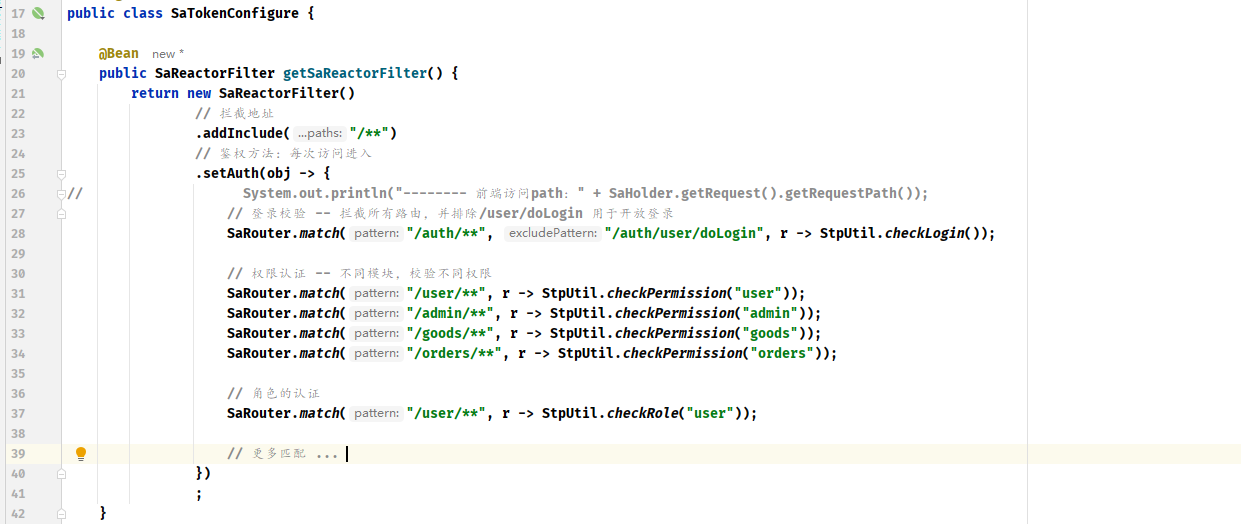 17 public class SaTokenConfigure {
18
19 @Bean new *
20 public SaReactorFilter getSaReactorFilter() {
21 return new SaReactorFilter()
22 // 拦截地址
23 .addInclude( ...paths: "/**")
24 // 鉴权方法：每次访问进入
25 .setAuth(obj -> {
26 // System.out.println("-------- 前端访问path：" + SaHolder.getRequest().getRequestPath());
27 // 登录校验 -- 拦截所有路由，并排除/user/doLogin 用于开放登录
28 SaRouter.match( pattern: "/auth/**", excludePattern: "/auth/user/doLogin", r -> StpUtil.checkLogin());
29
30 // 权限认证 -- 不同模块，校验不同权限
31 SaRouter.match( pattern: "/user/**", r -> StpUtil.checkPermission("user"));
32 SaRouter.match( pattern: "/admin/**", r -> StpUtil.checkPermission("admin"));
33 SaRouter.match( pattern: "/goods/**", r -> StpUtil.checkPermission("goods"));
34 SaRouter.match( pattern: "/orders/**", r -> StpUtil.checkPermission("orders"));
35
36 // 角色的认证
37 SaRouter.match( pattern: "/user/**", r -> StpUtil.checkRole("user"));
38
39 // 更多匹配 ...
40 })
41 ;
42 }